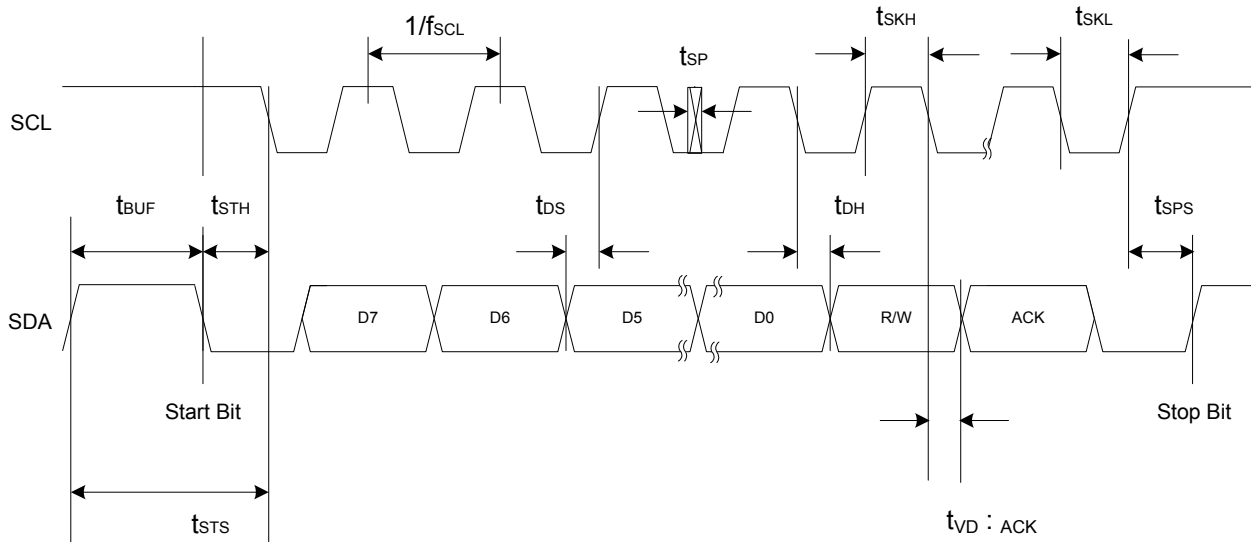 1/fSCL
tSKH
tSKL
tSP
SCL
tBUF
tSTH
tDS
tDH
tSPS
SDA
D7
D6
D5
D0
R/W
ACK
Start Bit
Stop Bit
tSTS
tVD : ACK